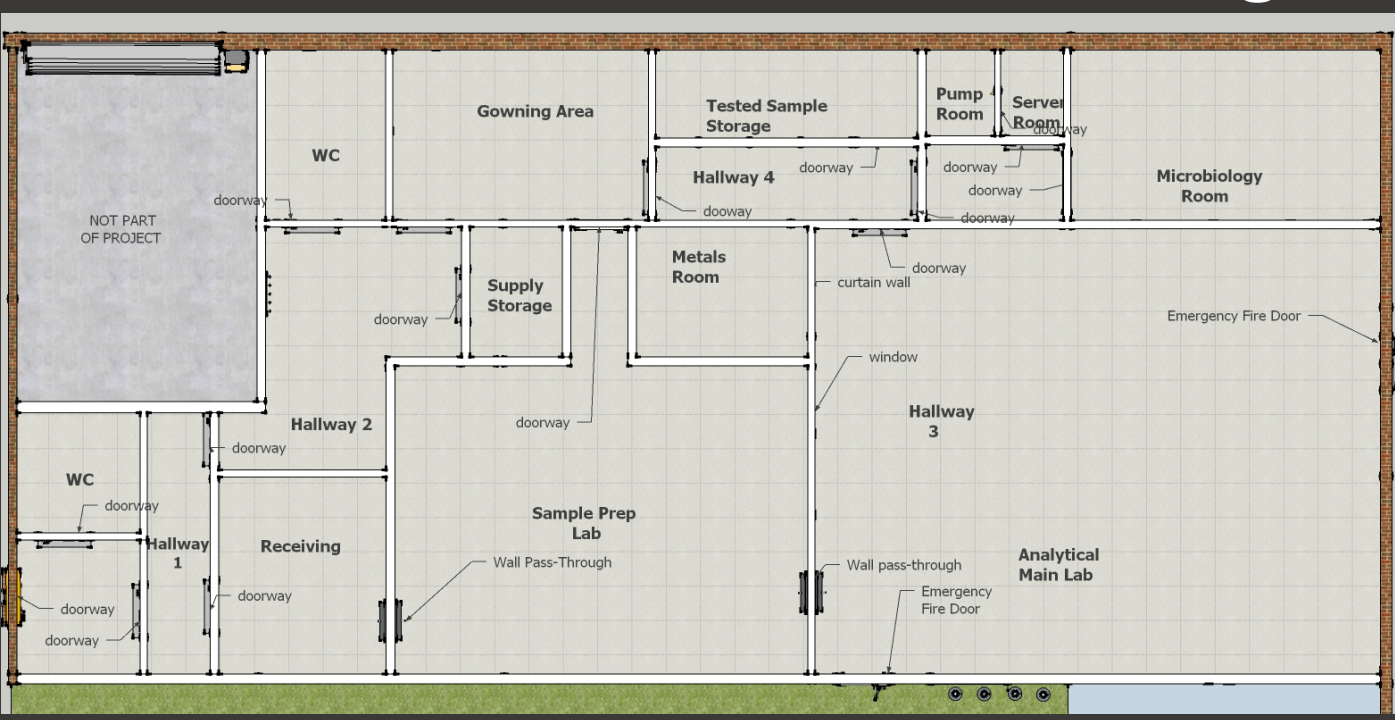 Pump
Server
Gowning Area
Tested Sample
Room
Room
Storage
doorway
WC
doorway
doorway
Hallway 4
Microbiology
doorway
Room
doorway
dooway
doorway
NOT PART
OF PROJECT
Metals
Room
doorway
curtain wall
Supply
Storage
doorway
Emergency Fire Door
window
Hallway 2
doorway
Hallway
3
doorway
WC
doorway
Sample Prep
Lab
Hallway
1
Receiving
Wall Pass-Through
Wall pass-through
Analytical
Main Lab
doorway
doorway
doorway
Emergency
Fire Door